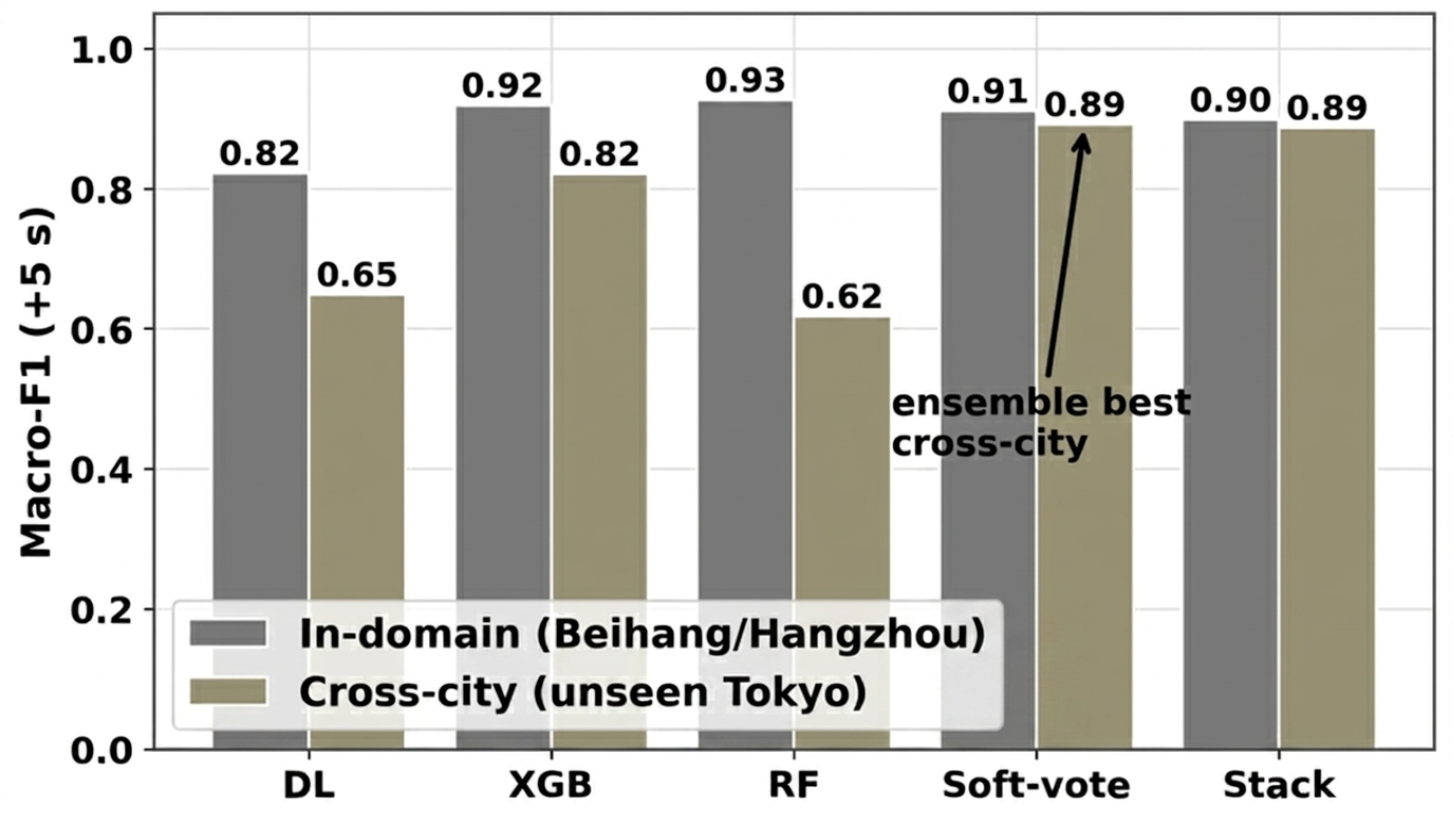 Macro-F1 (+5 s)
1.0
0.8
0.6
0.4
0.2
0.0
0.82
0.65
0.92
0.82
0.93
0.62
0.91
0.89
0.90
0.89
ensemble best
cross-city
In-domain (Beihang/Hangzhou)
Cross-city (unseen Tokyo)
DL
XGB
RF
Soft-vote
Stack